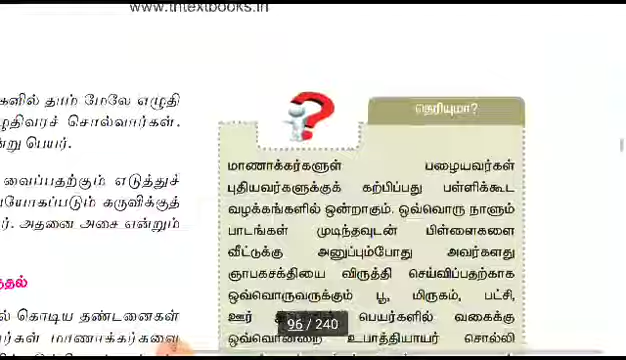 www.tntextbooks.in
களில் தாம் மேலே எழுதி
ழுதிவரச் சொல்வார்கள்.
ன்று பெயர்.
வைப்பதற்கும் எடுத்துச்
யோகப்படும் கருவிக்குத்
ர். அதனை அசை என்றும்
தல்
ல் கொடிய தண்டனைகள்
ர்கள் மாணாக்கர்களை
தெரியுமா?
மாணாக்கர்களுள் பழையவர்கள்
புதியவர்களுக்குக் கற்பிப்பது பள்ளிக்கூட
வழக்கங்களில் ஒன்றாகும். ஒவ்வொரு நாளும்
பாடங்கள் முடிந்தவுடன் பிள்ளைகளை
வீட்டுக்கு அனுப்பும்போது அவர்களது
ஞாபகசக்தியை விருத்தி செய்விப்பதற்காக
ஒவ்வொருவருக்கும் பூ, மிருகம், பட்சி,
ஊர் பெயர்களில் வகைக்கு
ஒவ்வொன்றை உபாத்தியாயர் சொல்லி
96 / 240